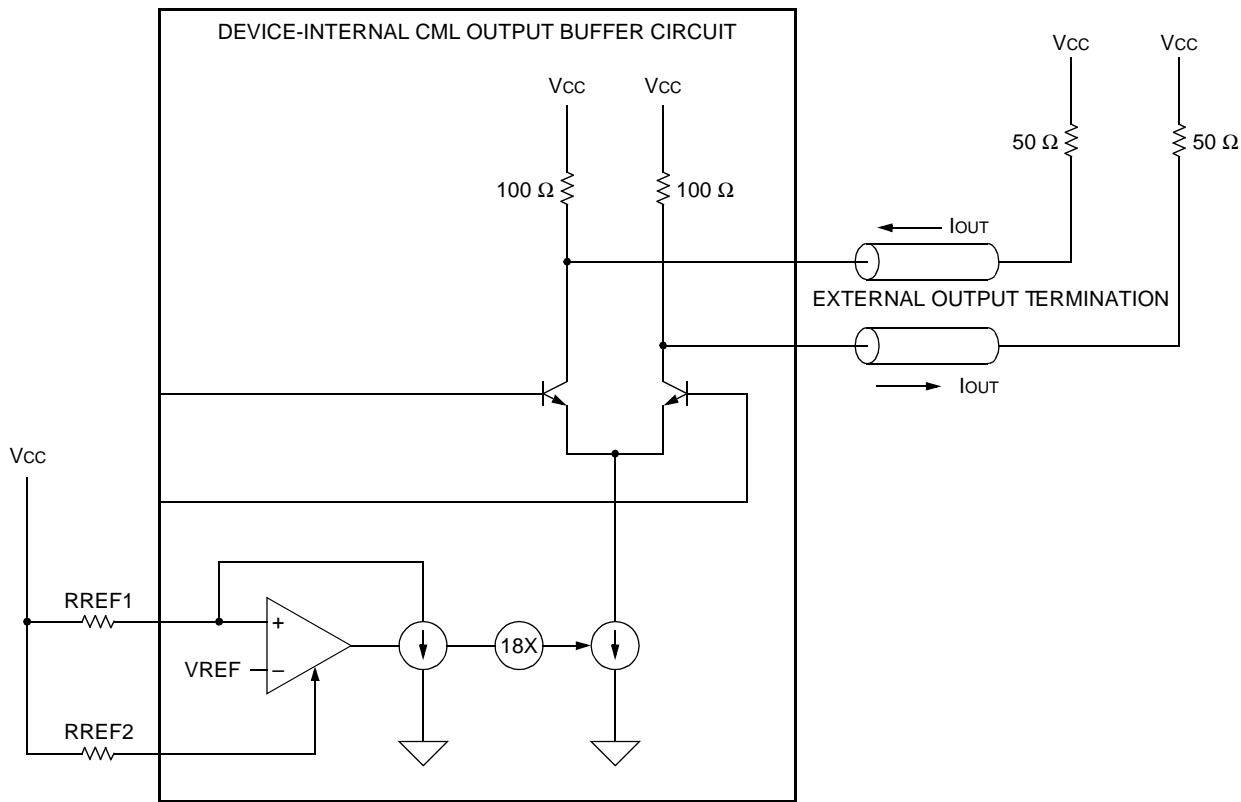 DEVICE-INTERNAL CML OUTPUT BUFFER CIRCUIT
VCC
VCC
VCC
VCC
50 Ω
50 Ω
100 Ω
100 Ω
IOUT
EXTERNAL OUTPUT TERMINATION
IOUT
VCC
RREF1
+
18X
VREF
–
RREF2